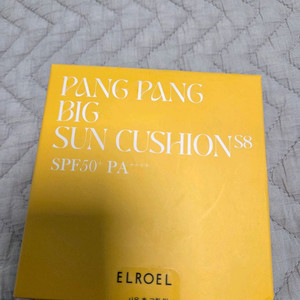 PANG PANG
BIG
SUN CUSHION S8
SPF50+ PA++++
ELROEL